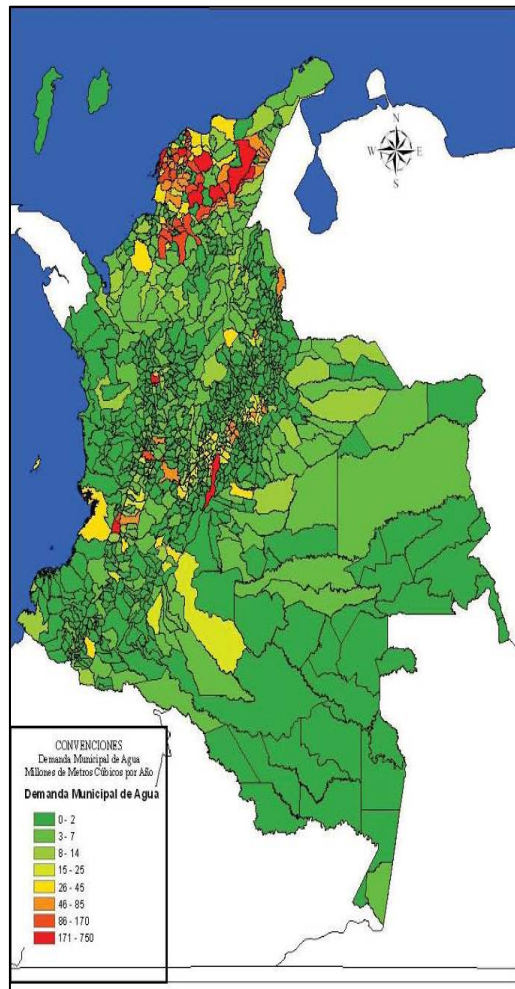 N
W E
S
CONVENCIONES
Demanda Municipal de Agua
Millones de Metros Cúbicos por Año
Demanda Municipal de Agua
0 - 2
3 - 7
8 - 14
15 - 25
26 - 45
46 - 85
86 - 170
171 - 750